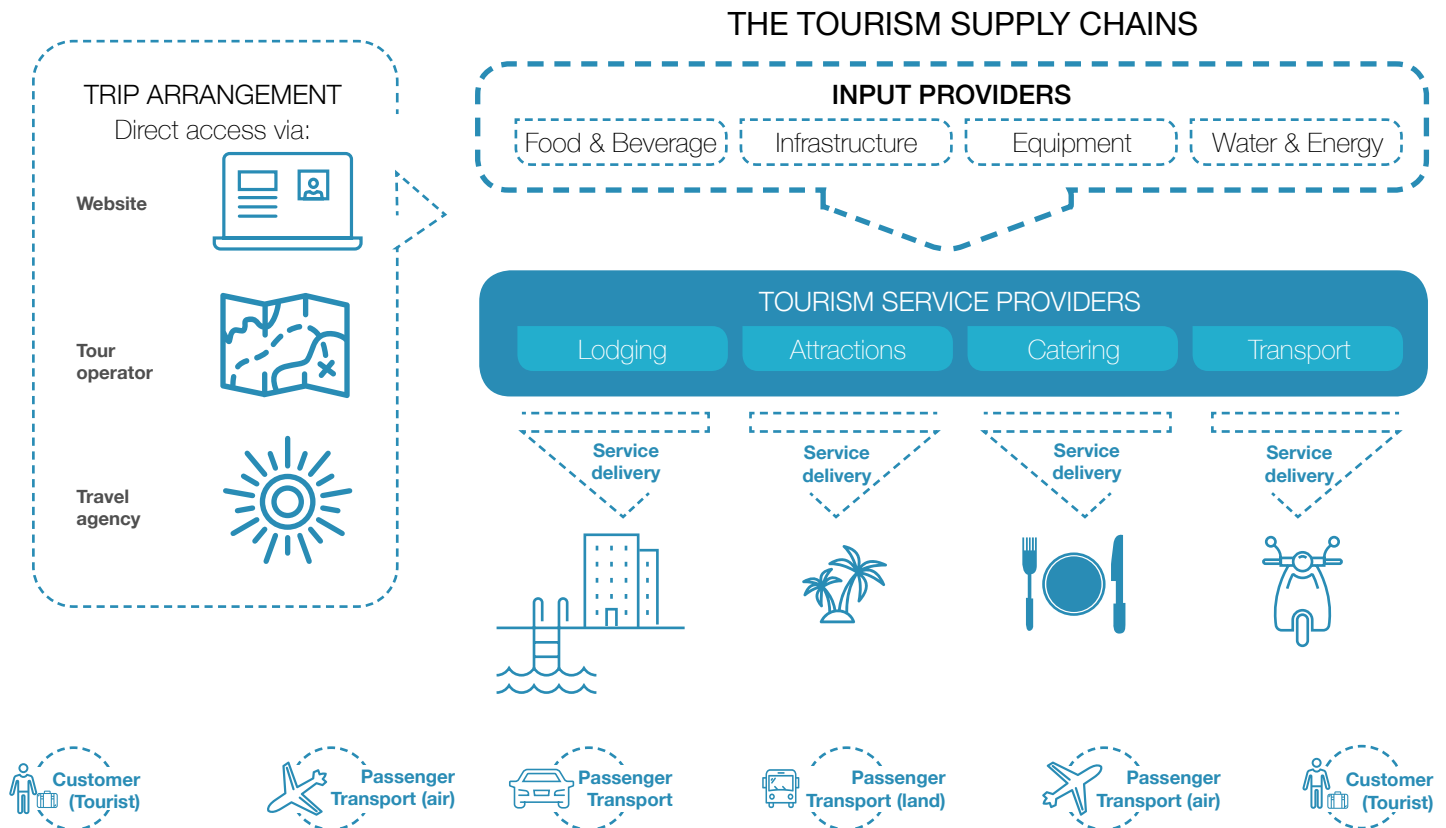 THE TOURISM SUPPLY CHAINS
TRIP ARRANGEMENT
Direct access via:
Website
Tour
operator
Travel
agency
INPUT PROVIDERS
Food & Beverage
Infrastructure
Equipment
Water & Energy
TOURISM SERVICE PROVIDERS
Lodging
Attractions
Catering
Transport
Service
delivery
Service
delivery
Service
delivery
Service
delivery
Customer
(Tourist)
Passenger
Transport (air)
Passenger
Transport
Passenger
Transport (land)
Passenger
Transport (air)
Customer
(Tourist)